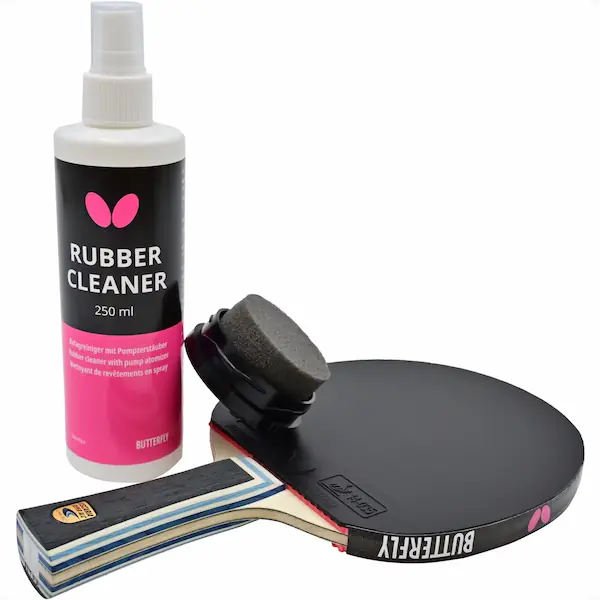 RUBBER
CLEANER
250 ml
Belagreiniger mit Pumpzerstäuber
Rubber cleaner with pump atomizer
Nettoyant de revêtements en spray
BUTTERFLY
BUTTERFLY